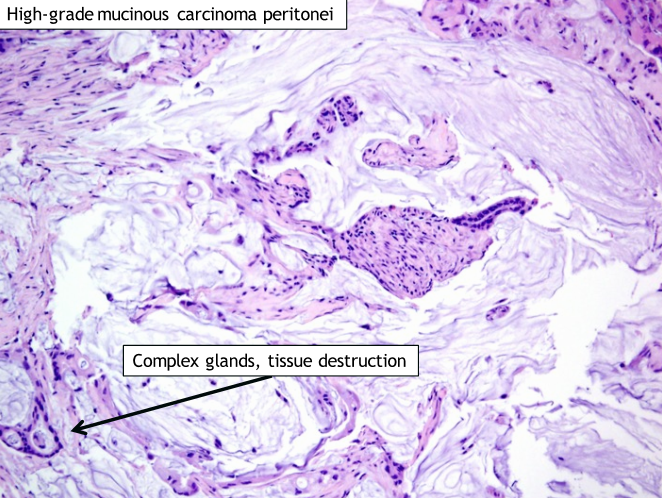 High-grade mucinous carcinoma peritonei
Complex glands, tissue destruction